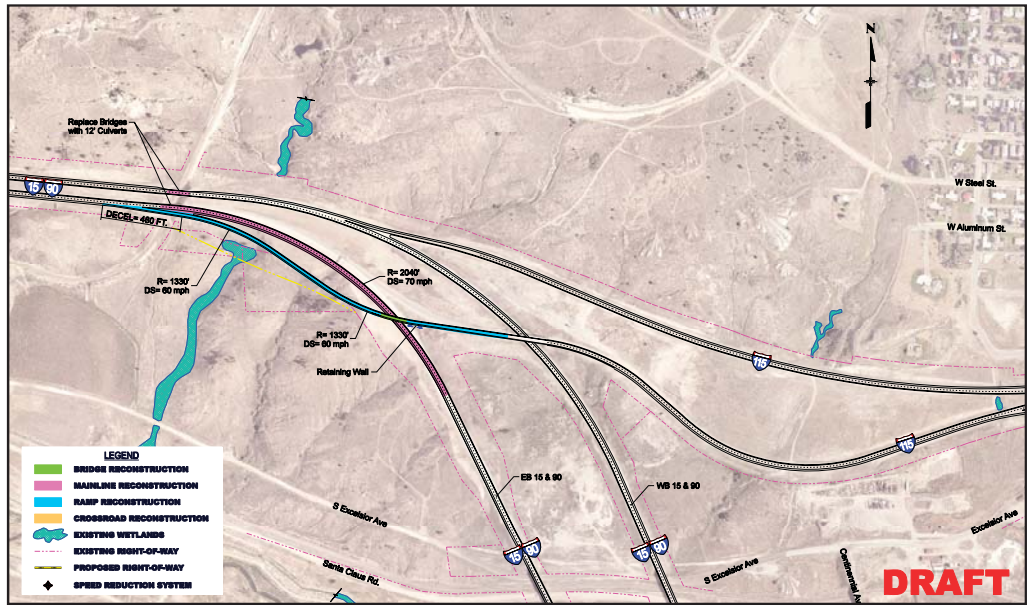 N
Replace Bridges
with 12' Culverts
15 90
DECEL= 460 FT.
W Steel St.
W Aluminum St.
R= 2040'
DS= 70 mph
R= 1330'
DS= 60 mph
R= 1330'
DS= 60 mph
Retaining Wall
115
115
EB 15 & 90
WB 15 & 90
S Excelsior Ave
Excelsior Ave
15 90
15 90
S Excelsior Ave
Centennial Av
Santa Claus Rd.
LEGEND
BRIDGE RECONSTRUCTION
MAINLINE RECONSTRUCTION
RAMP RECONSTRUCTION
CROSSROAD RECONSTRUCTION
EXISTING WETLANDS
EXISTING RIGHT-OF-WAY
PROPOSED RIGHT-OF-WAY
SPEED REDUCTION SYSTEM
DRAFT